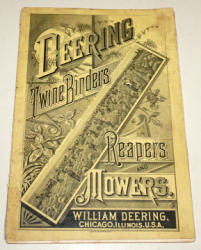 DEERING
Twine Binders
Reapers
MOWERS.
WILLIAM DEERING,
CHICAGO, ILLINOIS, U.S.A.